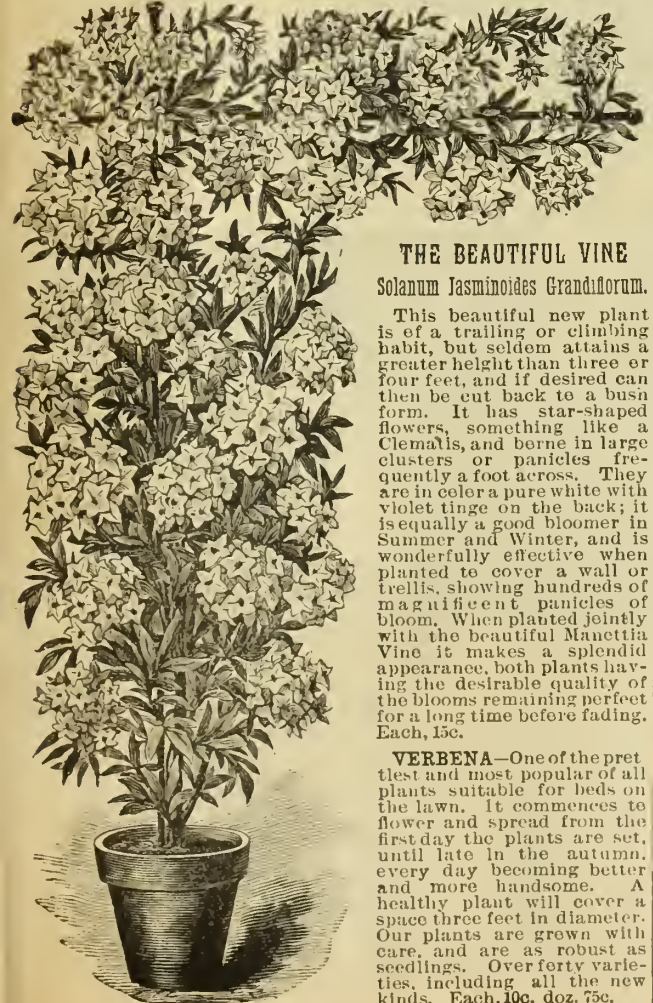 THE BEAUTIFUL VINE
Solanum Jasminoides Grandiflorum.
This beautiful new plant
is of a trailing or climbing
habit, but seldom attains a
greater height than three or
four feet, and if desired can
then be cut back to a bush
form. It has star-shaped
flowers, something like a
Clematis, and borne in large
clusters or panicles fre-
quently a foot across. They
are in color a pure white with
violet tinge on the back; it
is equally a good bloomer in
Summer and Winter, and is
wonderfully effective when
planted to cover a wall or
trellis, showing hundreds of
magnificent panicles of
bloom. When planted jointly
with the beautiful Manettia
Vine it makes a splendid
appearance, both plants hav-
ing the desirable quality of
the blooms remaining perfect
for a long time before fading.
Each, 15c.
VERBENA—One of the pret
tiest and most popular of all
plants suitable for beds on
the lawn. It commences to
flower and spread from the
first day the plants are set,
until late in the autumn,
every day becoming better
and more handsome. A
healthy plant will cover a
space three feet in diameter.
Our plants are grown with
care, and are as robust as
seedlings. Over forty varie-
ties, including all the new
kinds. Each, 10c, doz. 75c.